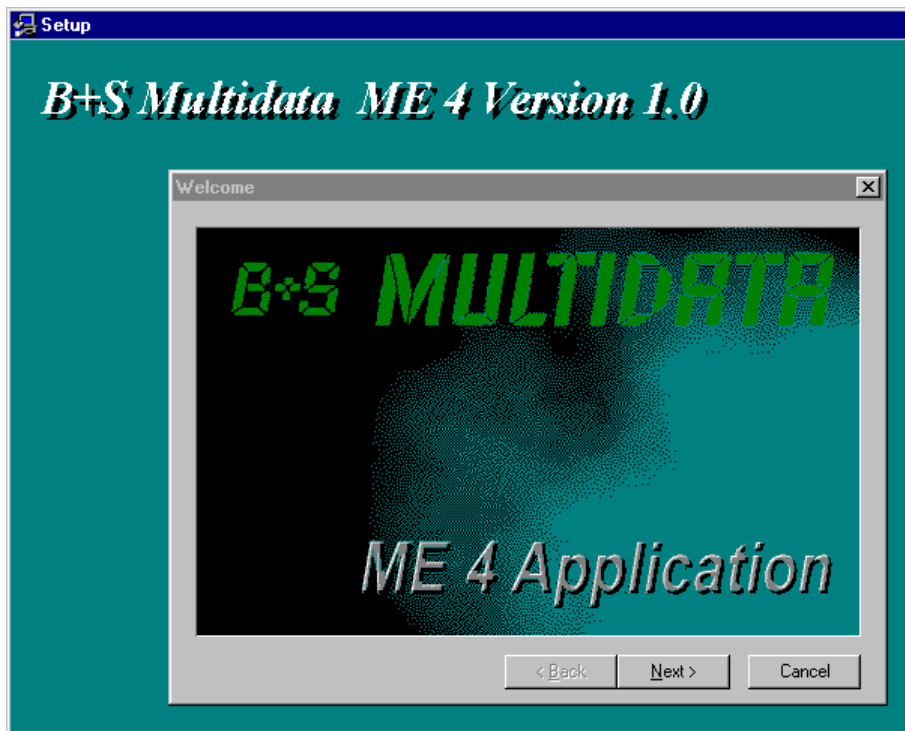 Setup
B+S Multidata ME 4 Version 1.0
Welcome
B+S MULTIDATA
ME 4 Application
< Back Next > Cancel